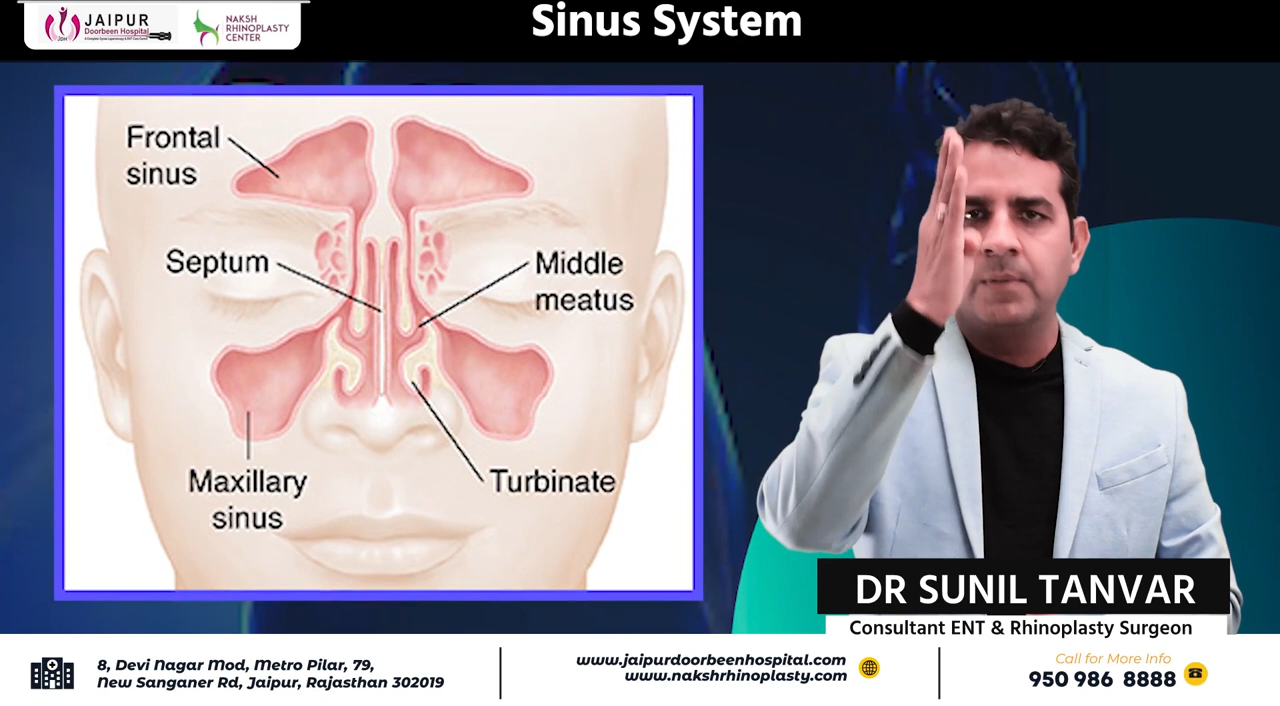 JAIPUR
Doorbeen Hospital
JDH
NAKSH
RHINOPLASTY
CENTER
Sinus System
Frontal
sinus
Septum
Middle
meatus
Maxillary
sinus
Turbinate
DR SUNIL TANVAR
Consultant ENT & Rhinoplasty Surgeon
8, Devi Nagar Mod, Metro Pilar, 79,
New Sanganer Rd, Jaipur, Rajasthan 302019
www.jaipurdoorbeenhospital.com
www.nakshrhinoplasty.com
Call for More Info
950 986 8888